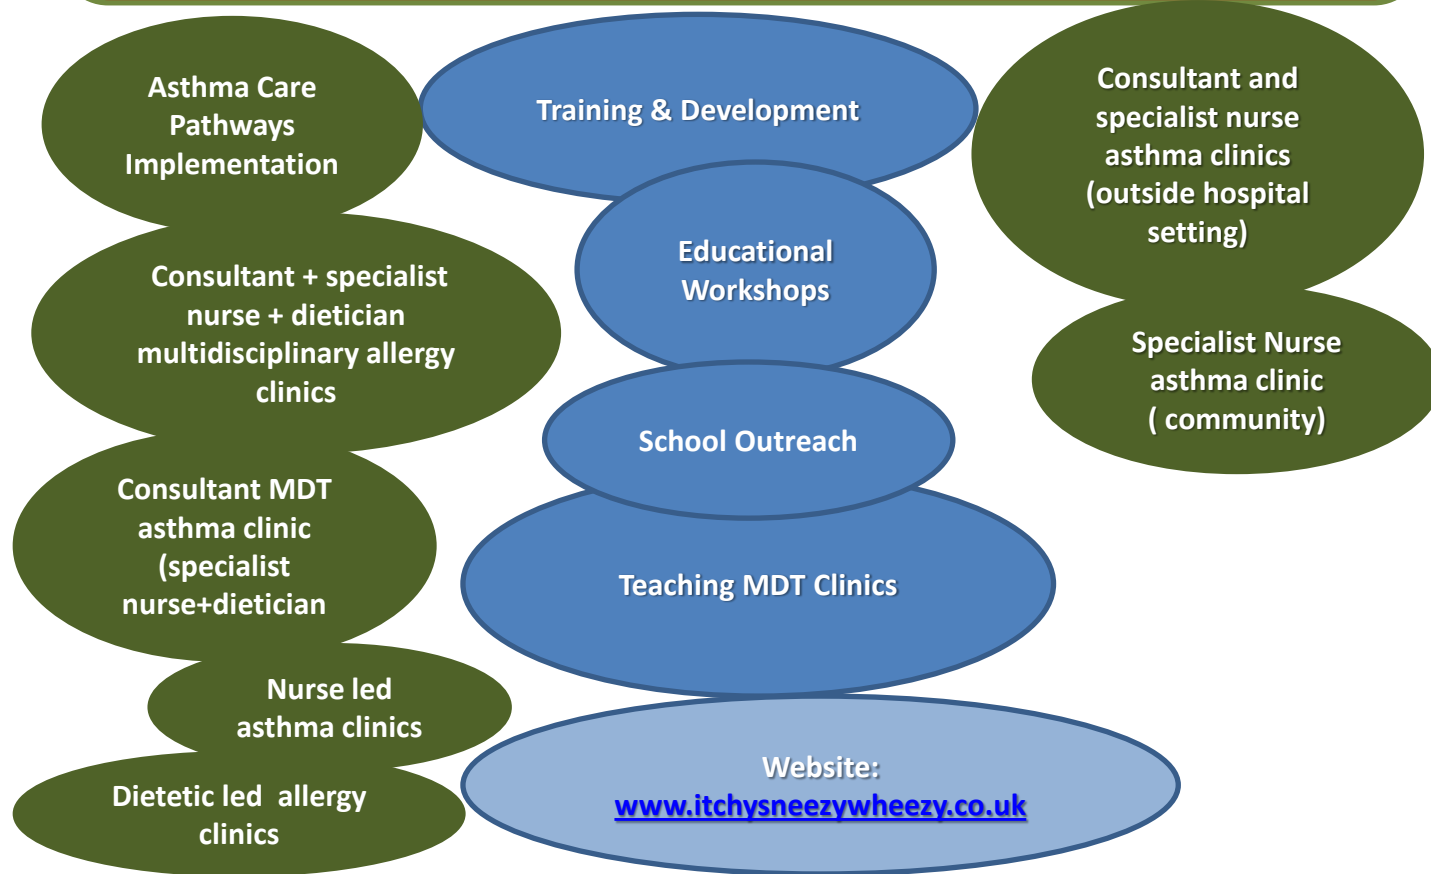 Asthma Care
Pathways
Implementation
Consultant + specialist
nurse + dietician
multidisciplinary allergy
clinics
Consultant MDT
asthma clinic
(specialist
nurse+dietician
Nurse led
asthma clinics
Dietetic led  allergy
clinics
Training & Development
Educational
Workshops
School Outreach
Teaching MDT Clinics
Website:
www.itchysneezywheezy.co.uk
Consultant and
specialist nurse
asthma clinics
(outside hospital
setting)
Specialist Nurse
asthma clinic
( community)